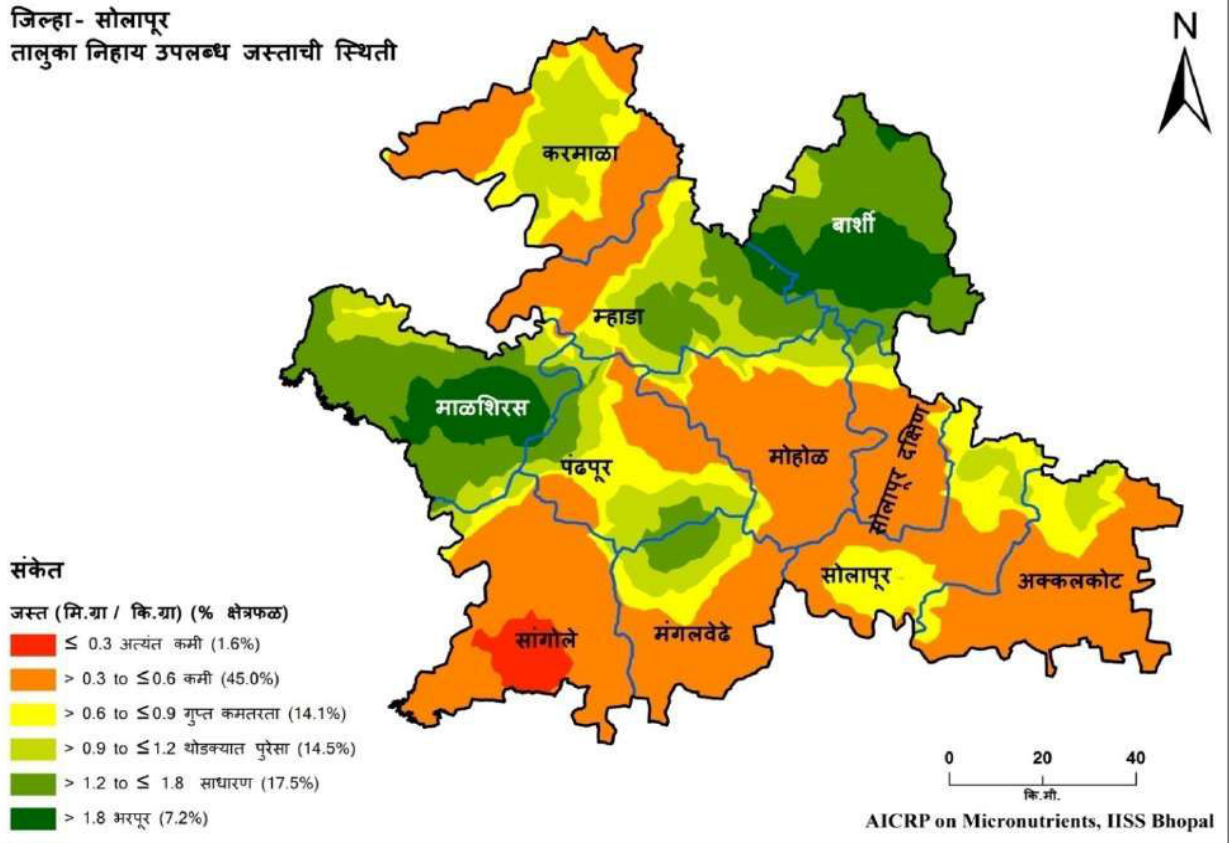 जिल्हा- सोलापूर
तालुका निहाय उपलब्ध जस्ताची स्थिती
N
करमाळा
बार्शी
म्हाडा
माळशिरस
पंढपूर
मोहोळ
सोलापूर दक्षिण
सोलापूर
अक्कलकोट
सांगोले
मंगलवेढे
संकेत
जस्त (मि.ग्रा / कि.ग्रा) (% क्षेत्रफळ)
≤ 0.3 अत्यंत कमी (1.6%)
> 0.3 to ≤0.6 कमी (45.0%)
> 0.6 to ≤0.9 गुप्त कमतरता (14.1%)
> 0.9 to ≤1.2 थोडक्यात पुरेसा (14.5%)
> 1.2 to ≤ 1.8 साधारण (17.5%)
> 1.8 भरपूर (7.2%)
0 20 40
कि.मी.
AICRP on Micronutrients, IISS Bhopal